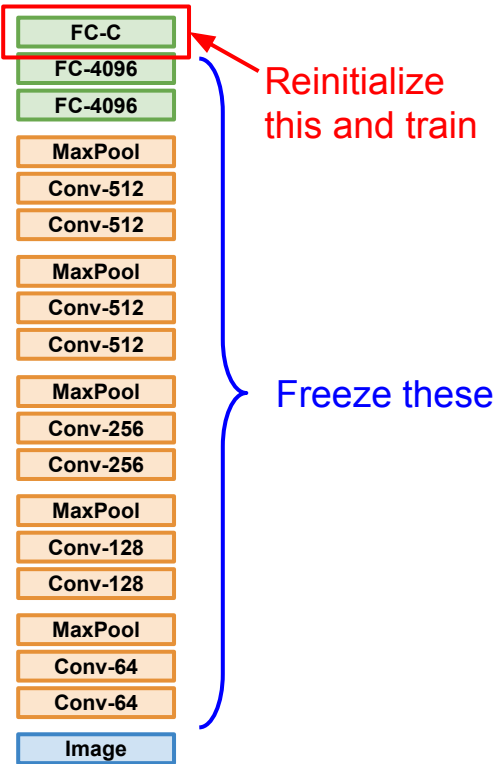 FC-C
FC-4096
FC-4096
Reinitialize
this and train
MaxPool
Conv-512
Conv-512
MaxPool
Conv-512
Conv-512
MaxPool
Conv-256
Conv-256
Freeze these
MaxPool
Conv-128
Conv-128
MaxPool
Conv-64
Conv-64
Image